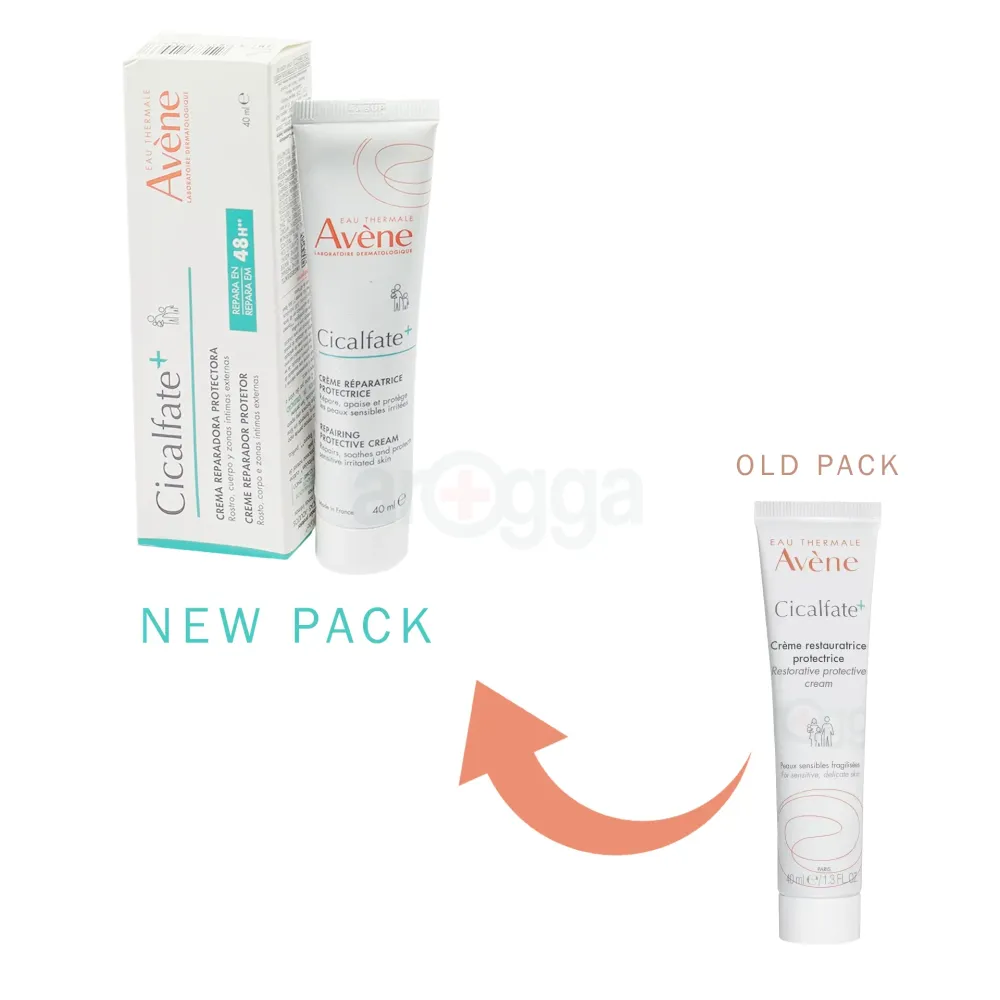 EAU THERMALE
Avène
LABORATOIRE DERMATOLOGIQUE
40 ml e
REPARA EN
REPARA EM
48H**
Cicalfate+
CREMA REPARADORA PROTECTORA
Rostro, cuerpo y zonas íntimas externas
CREME REPARADOR PROTETOR
Rosto, corpo e zonas íntimas externas
EAU THERMALE
Avène
LABORATOIRE DERMATOLOGIQUE
Cicalfate+
CRÈME RÉPARATRICE
PROTECTRICE
Répare, apaise et protège
les peaux sensibles irritées
REPAIRING
PROTECTIVE CREAM
Repairs, soothes and protects
sensitive irritated skin
Made in France
40 ml e
arogga
NEW PACK
OLD PACK
EAU THERMALE
Avène
Cicalfate+
Crème restauratrice
protectrice
Restorative protective
cream
Peaux sensibles fragilisées
For sensitive, delicate skin
PARIS
40 ml e/1.3 FL.OZ